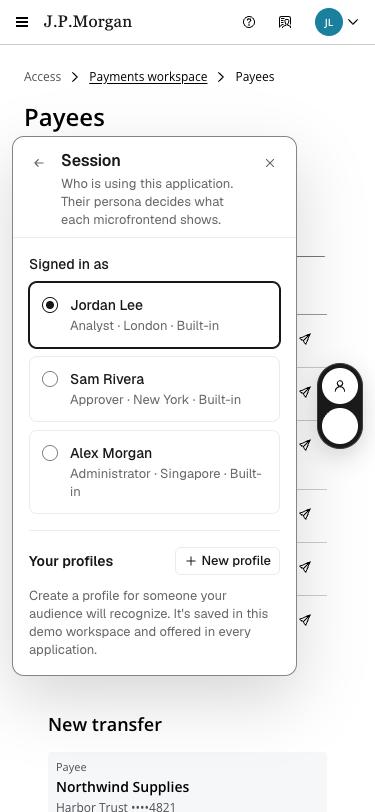 J.P.Morgan
JL
Access
Payments workspace
Payees
Payees
Session
Who is using this application.
Their persona decides what
each microfrontend shows.
Signed in as
Jordan Lee
Analyst · London · Built-in
Sam Rivera
Approver · New York · Built-in
Alex Morgan
Administrator · Singapore · Built-
in
Your profiles
New profile
Create a profile for someone your
audience will recognize. It's saved in this
demo workspace and offered in every
application.
New transfer
Payee
Northwind Supplies
Harbor Trust ••••4821